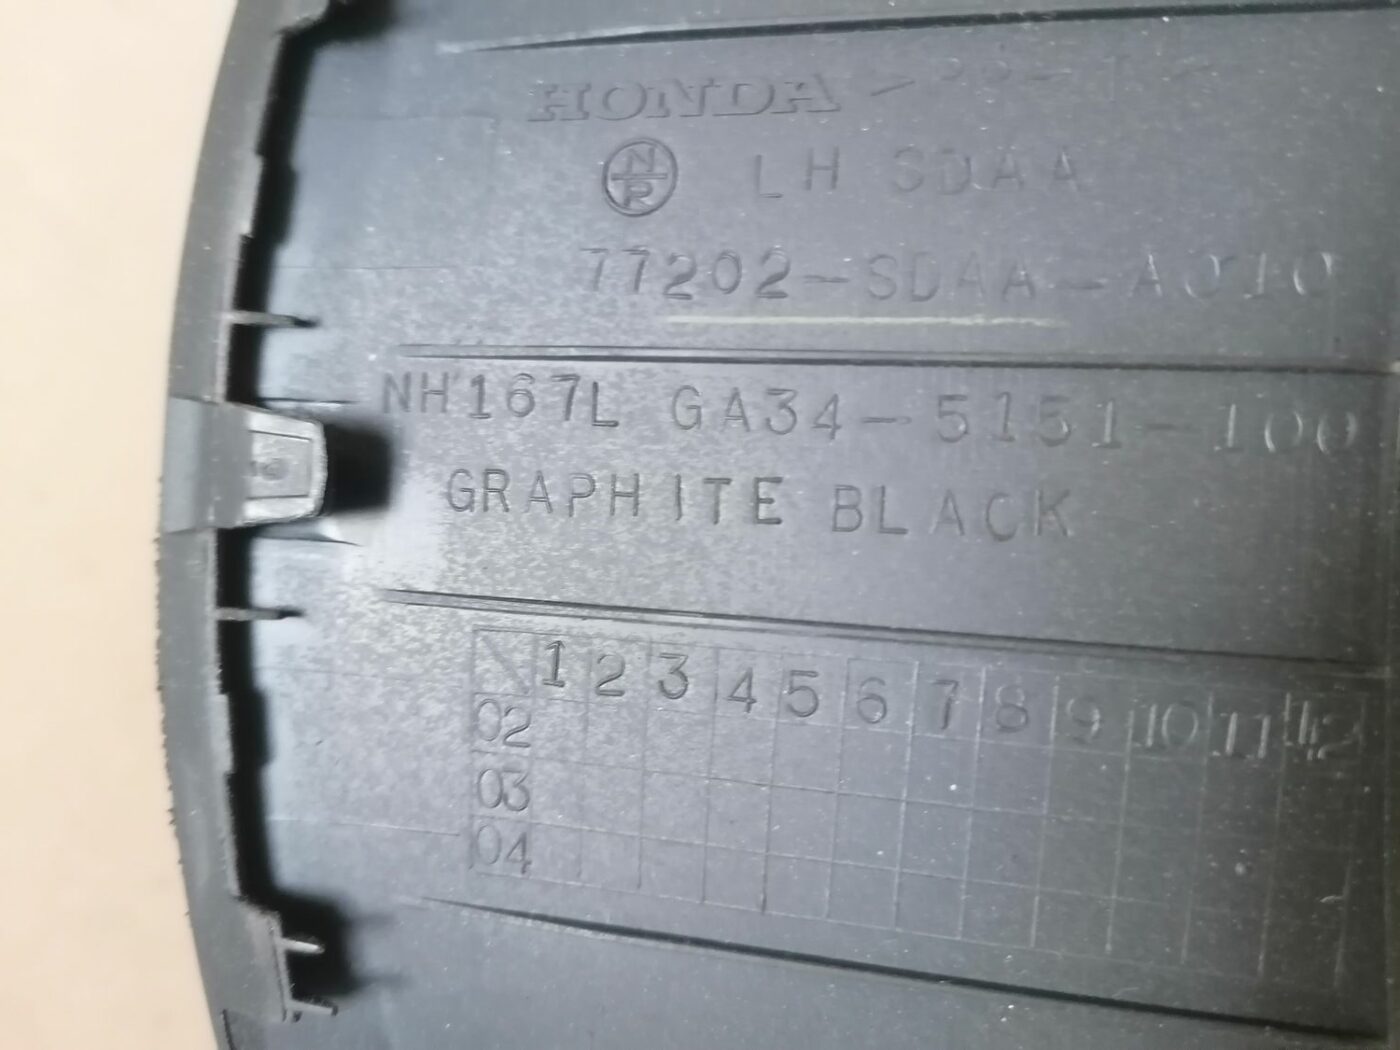 HONDA
NP LH SDAA
77202-SDAA-A010
NH167L GA34-5151-100
GRAPHITE BLACK
1 2 3 4 5 6 7 8 9 10 11 12
02
03
04